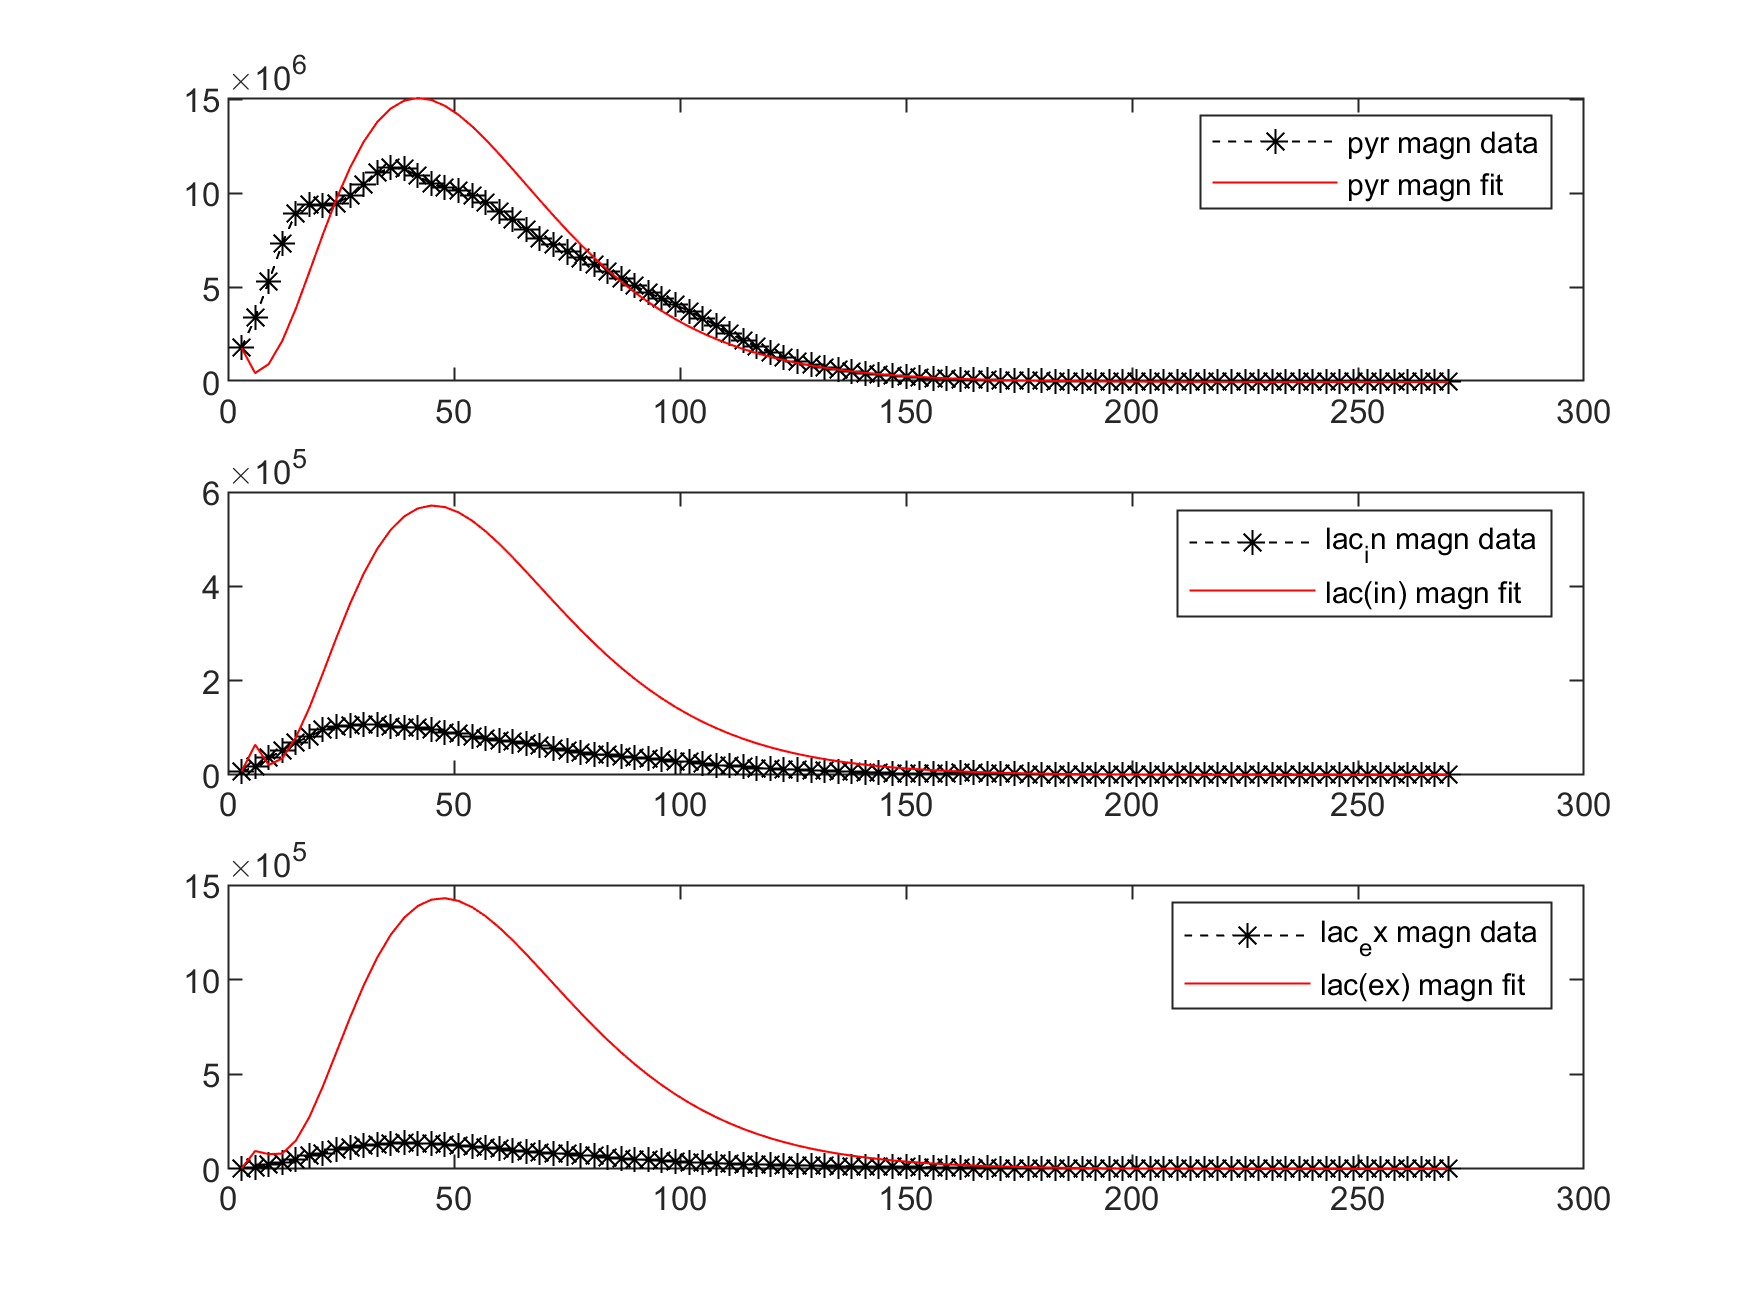 ×10^6
15
10
5
0
0 50 100 150 200 250 300
pyr magn data
pyr magn fit
×10^5
6
4
2
0
0 50 100 150 200 250 300
lac_in magn data
lac(in) magn fit
×10^5
15
10
5
0
0 50 100 150 200 250 300
lac_ex magn data
lac(ex) magn fit